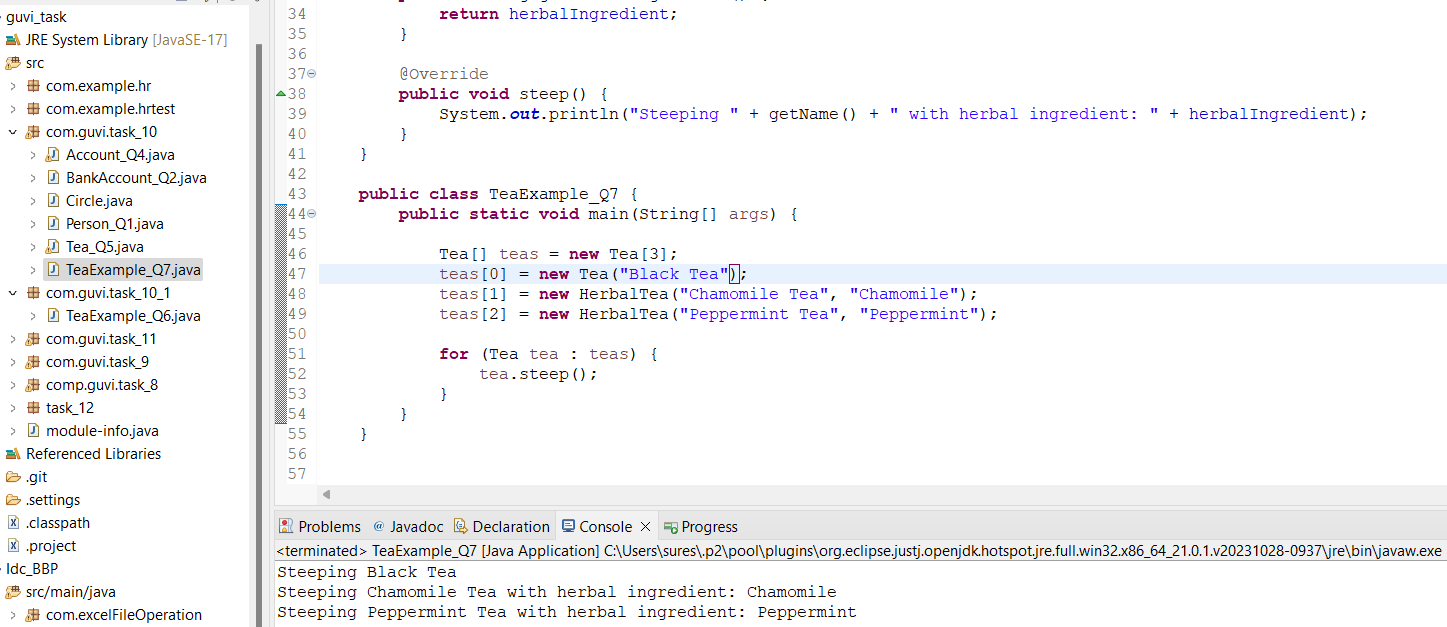 guvi_task
JRE System Library [JavaSE-17]
src
com.example.hr
com.example.hrtest
com.guvi.task_10
Account_Q4.java
BankAccount_Q2.java
Circle.java
Person_Q1.java
Tea_Q5.java
TeaExample_Q7.java
com.guvi.task_10_1
TeaExample_Q6.java
com.guvi.task_11
com.guvi.task_9
comp.guvi.task_8
task_12
module-info.java
Referenced Libraries
.git
.settings
.classpath
.project
ldc_BBP
src/main/java
com.excelFileOperation
34 return herbalIngredient;
35 }
36
37 @Override
38 public void steep() {
39 System.out.println("Steeping " + getName() + " with herbal ingredient: " + herbalIngredient);
40 }
41 }
42
43 public class TeaExample_Q7 {
44 public static void main(String[] args) {
45
46 Tea[] teas = new Tea[3];
47 teas[0] = new Tea("Black Tea");
48 teas[1] = new HerbalTea("Chamomile Tea", "Chamomile");
49 teas[2] = new HerbalTea("Peppermint Tea", "Peppermint");
50
51 for (Tea tea : teas) {
52 tea.steep();
53 }
54 }
55 }
56
57
Problems @ Javadoc Declaration Console Progress
<terminated> TeaExample_Q7 [Java Application] C:\Users\sures\.p2\pool\plugins\org.eclipse.justj.openjdk.hotspot.jre.full.win32.x86_64_21.0.1.v20231028-0937\jre\bin\javaw.exe
Steeping Black Tea
Steeping Chamomile Tea with herbal ingredient: Chamomile
Steeping Peppermint Tea with herbal ingredient: Peppermint